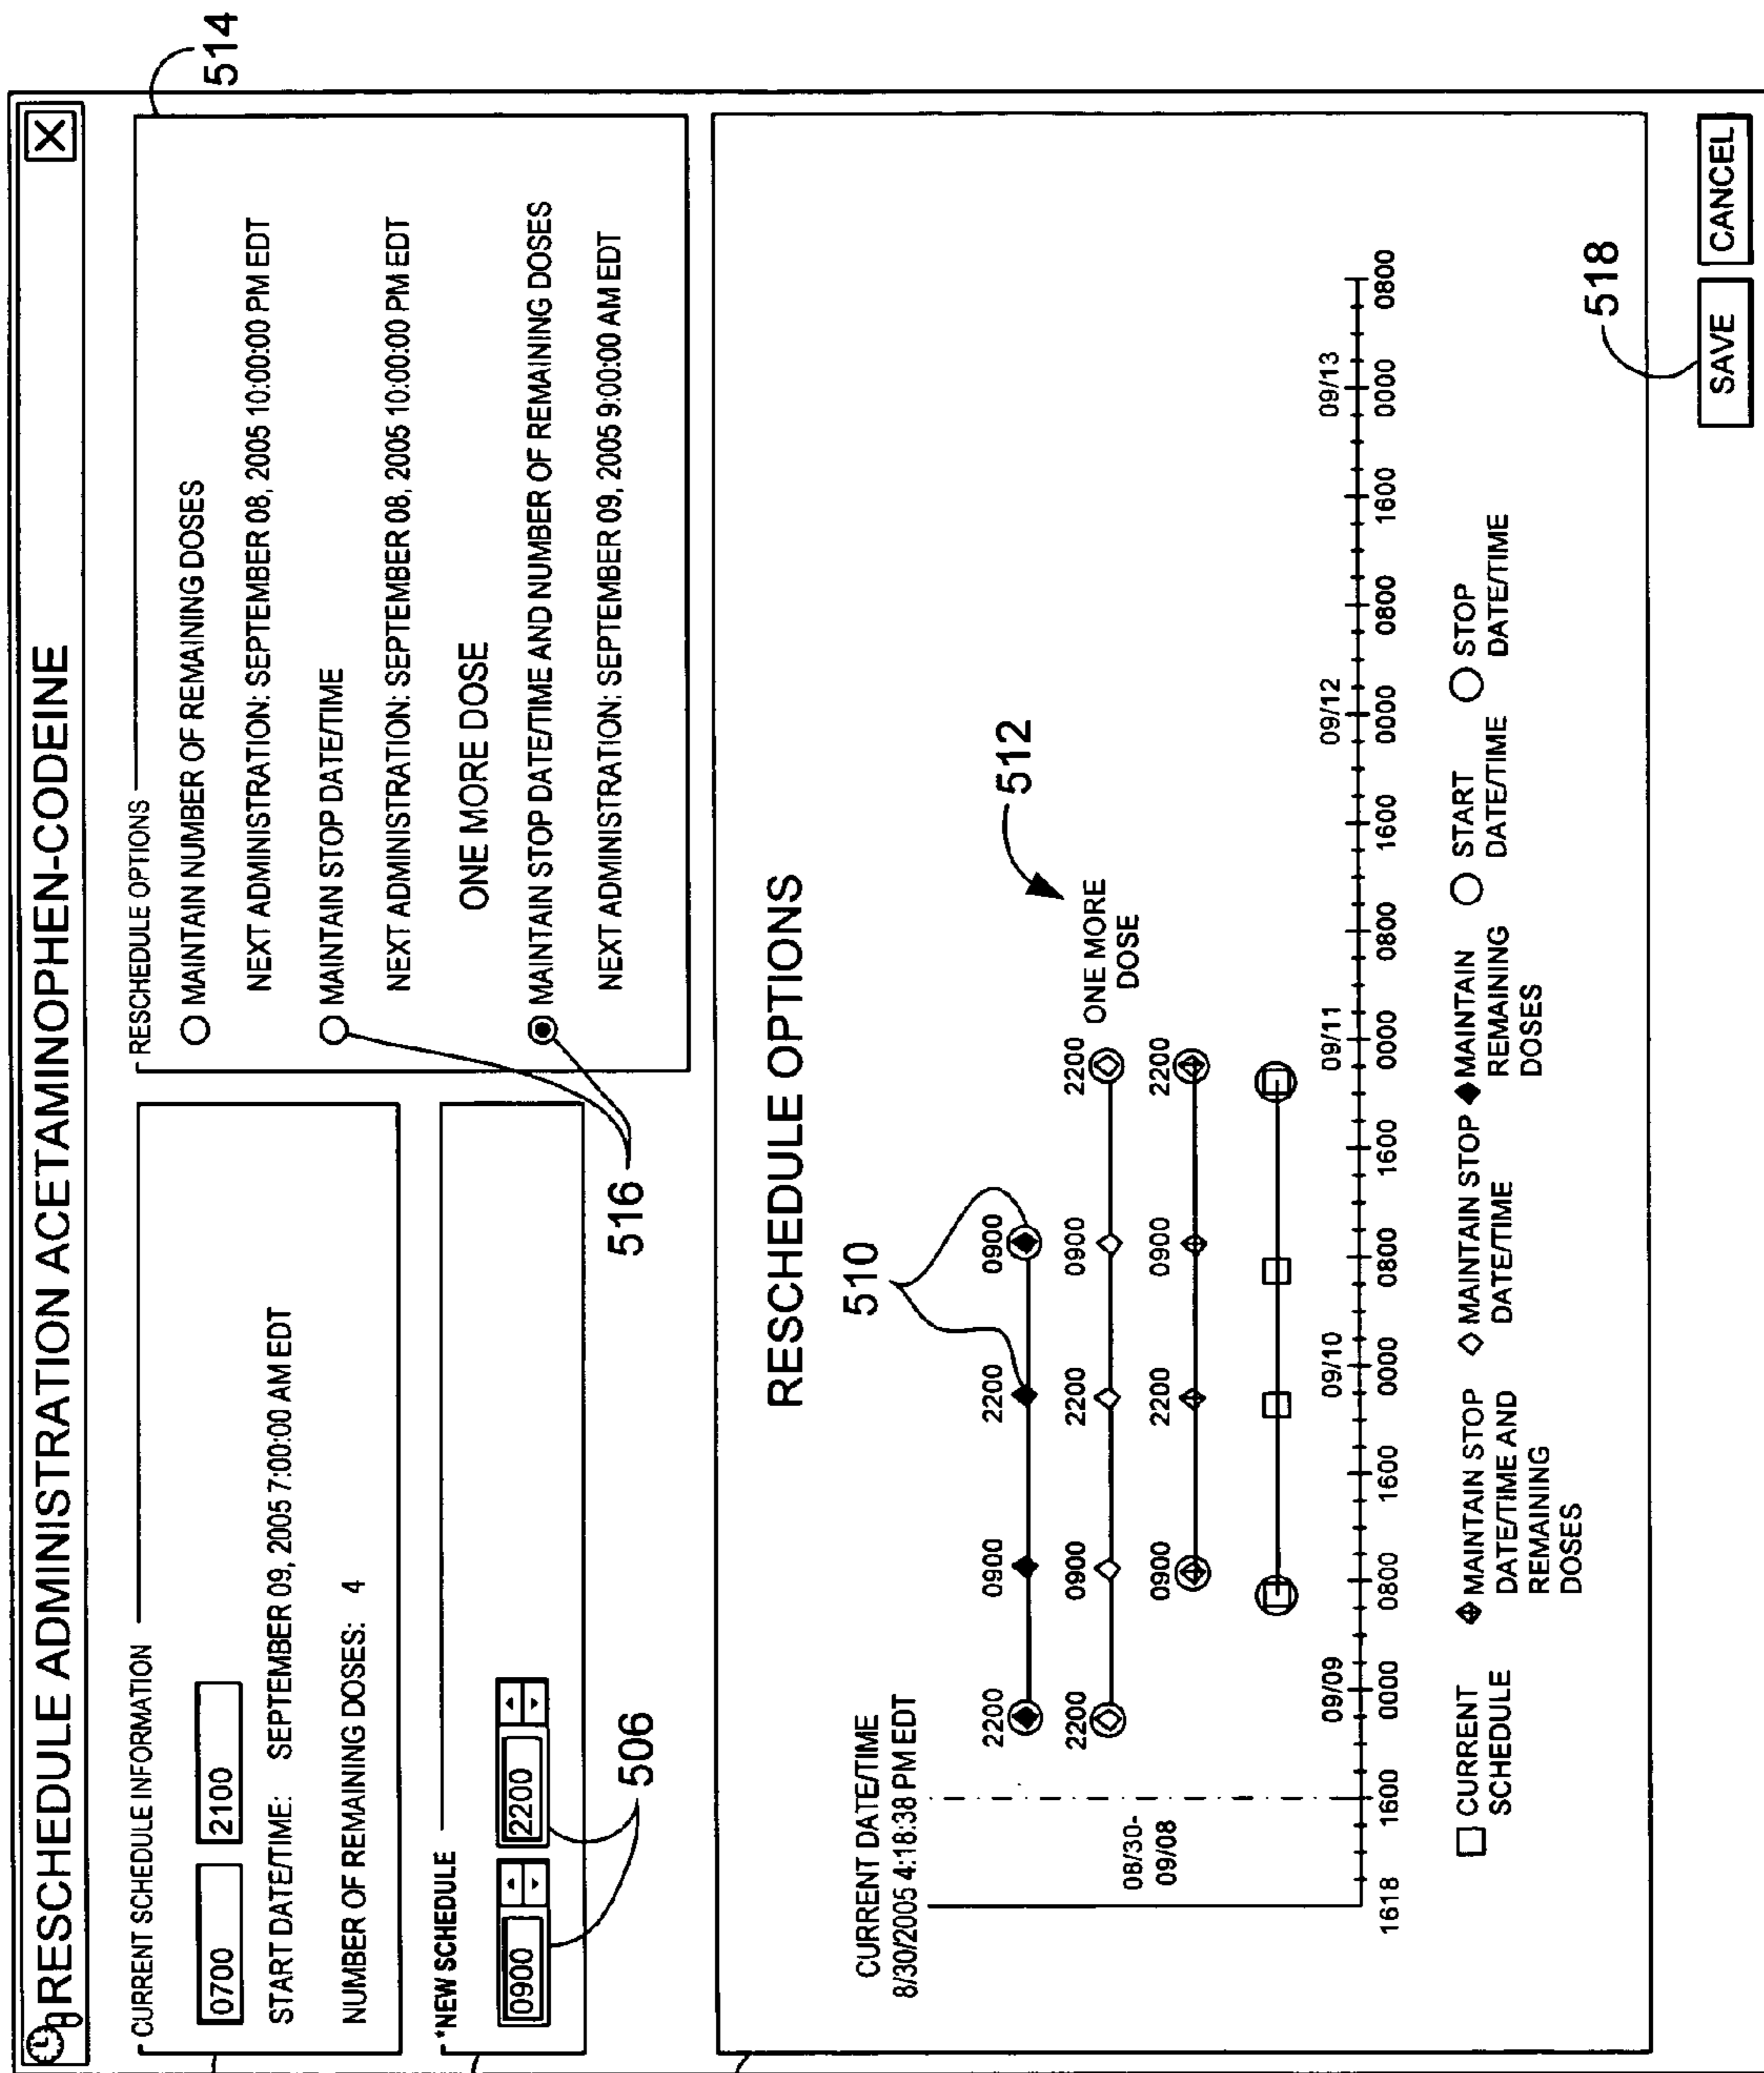 RESCHEDULE ADMINISTRATION ACETAMINOPHEN-CODEINE
X
CURRENT SCHEDULE INFORMATION
0700 2100
START DATE/TIME: SEPTEMBER 09, 2005 7:00:00 AM EDT
NUMBER OF REMAINING DOSES: 4
*NEW SCHEDULE
0900 2200
506
516
RESCHEDULE OPTIONS
MAINTAIN NUMBER OF REMAINING DOSES
NEXT ADMINISTRATION: SEPTEMBER 08, 2005 10:00:00 PM EDT
MAINTAIN STOP DATE/TIME
NEXT ADMINISTRATION: SEPTEMBER 08, 2005 10:00:00 PM EDT
ONE MORE DOSE
MAINTAIN STOP DATE/TIME AND NUMBER OF REMAINING DOSES
NEXT ADMINISTRATION: SEPTEMBER 09, 2005 9:00:00 AM EDT
514
RESCHEDULE OPTIONS
510
512
CURRENT DATE/TIME
8/30/2005 4:18:38 PM EDT
2200 0900 2200 0900
2200 0900 2200 0900 2200
ONE MORE
DOSE
0900 2200 0900 2200
08/30-
09/08
09/09 09/10 09/11 09/12 09/13
1618 1600 0000 0800 1600 0000 0800 1600 0000 0800 1600 0000 0800 1600 0000 0800
CURRENT
SCHEDULE
MAINTAIN STOP
DATE/TIME AND
REMAINING
DOSES
MAINTAIN STOP
DATE/TIME
MAINTAIN
REMAINING
DOSES
START
DATE/TIME
STOP
DATE/TIME
518
SAVE CANCEL